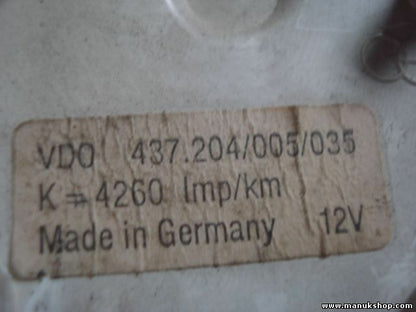 VDO 437.204/005/035
K = 4260 Imp/km
Made in Germany 12V
www.manukshop.com